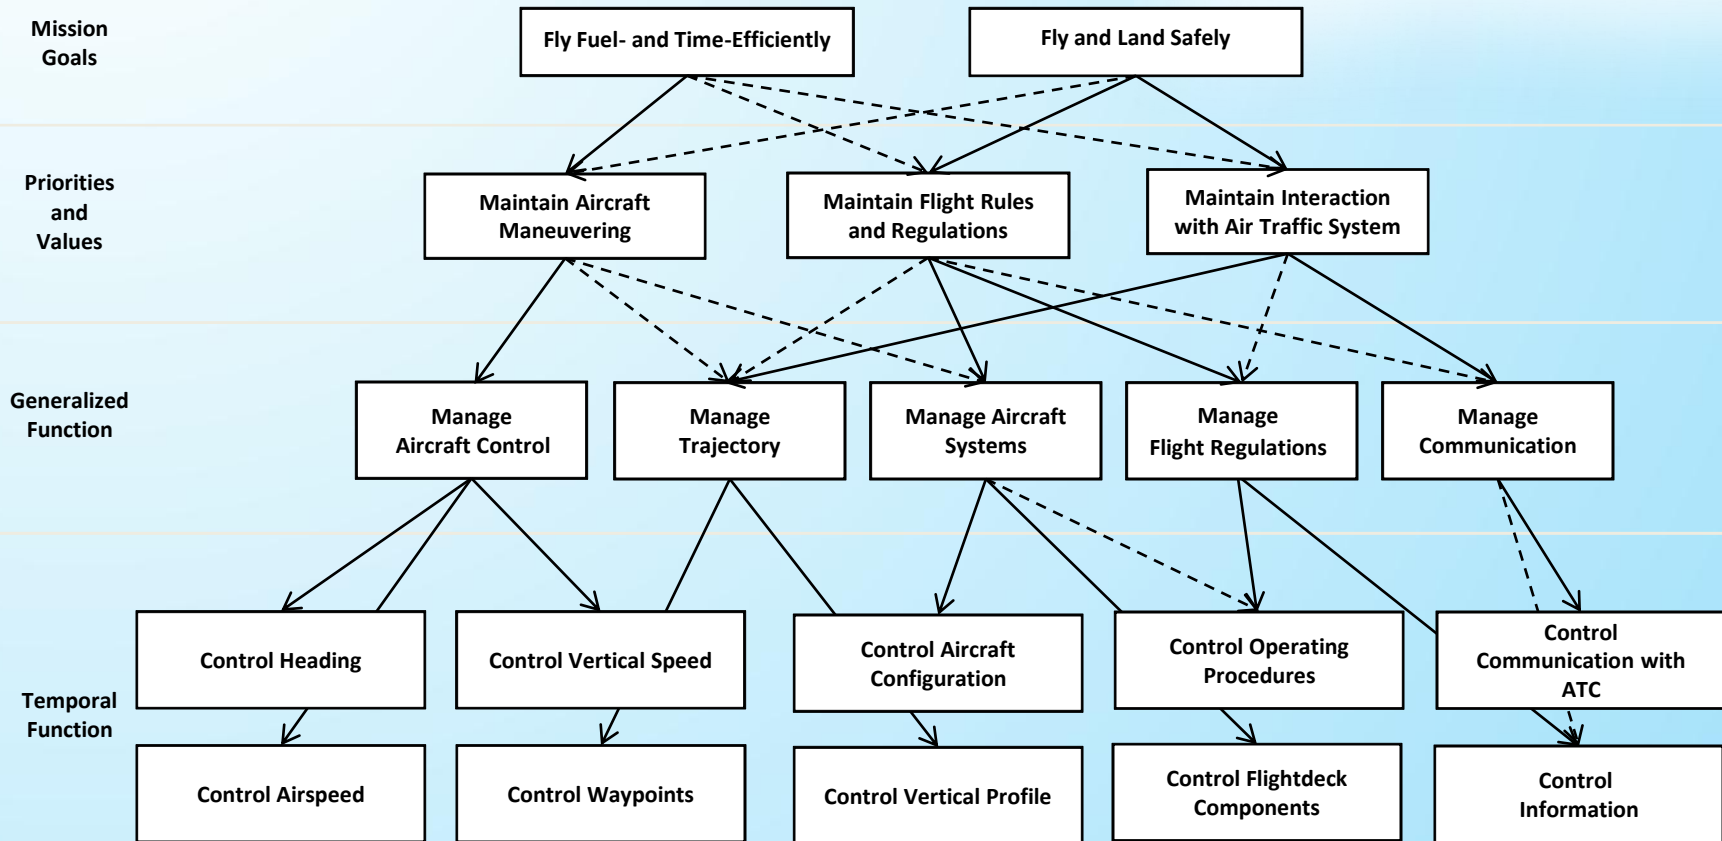 Mission
Goals
Fly Fuel- and Time-Efficiently
Fly and Land Safely
Priorities
and
Values
Maintain Aircraft
Maneuvering
Maintain Flight Rules
and Regulations
Maintain Interaction
with Air Traffic System
Generalized
Function
Manage
Aircraft Control
Manage
Trajectory
Manage Aircraft
Systems
Manage
Flight Regulations
Manage
Communication
Temporal
Function
Control Heading
Control Vertical Speed
Control Aircraft
Configuration
Control Operating
Procedures
Control
Communication with
ATC
Control Airspeed
Control Waypoints
Control Vertical Profile
Control Flightdeck
Components
Control
Information